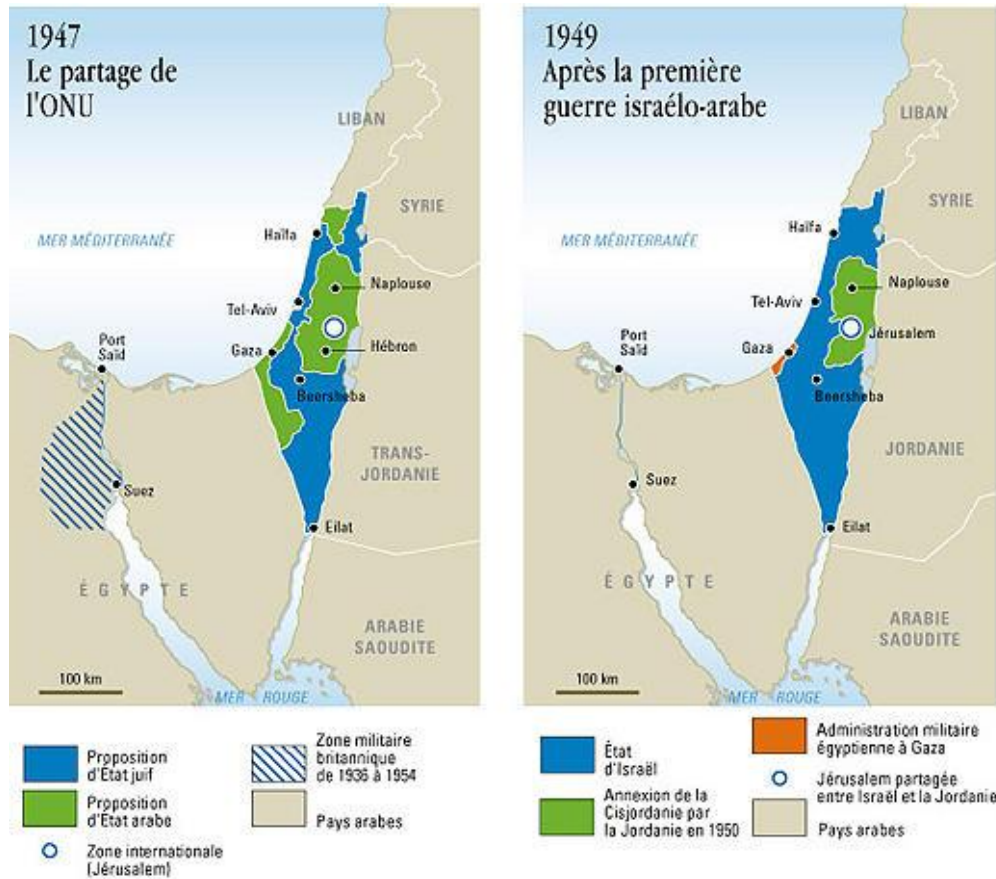 1947
Le partage de
l'ONU
LIBAN
SYRIE
MER MÉDITERRANÉE
Haïfa
Naplouse
Tel-Aviv
Port
Saïd
Gaza
Hébron
Beersheba
TRANS-
JORDANIE
Suez
Eilat
ÉGYPTE
ARABIE
SAOUDITE
100 km
MER ROUGE
Proposition
d'Etat juif
Proposition
d'Etat arabe
Zone internationale
(Jérusalem)
Zone militaire
britannique
de 1936 à 1954
Pays arabes
1949
Après la première
guerre israélo-arabe
LIBAN
SYRIE
MER MÉDITERRANÉE
Haïfa
Naplouse
Tel-Aviv
Port
Saïd
Jérusalem
Gaza
Beersheba
JORDANIE
Suez
Eilat
ÉGYPTE
ARABIE
SAOUDITE
100 km
MER ROUGE
État
d'Israël
Annexion de la
Cisjordanie par
la Jordanie en 1950
Administration militaire
égyptienne à Gaza
Jérusalem partagée
entre Israël et la Jordanie
Pays arabes